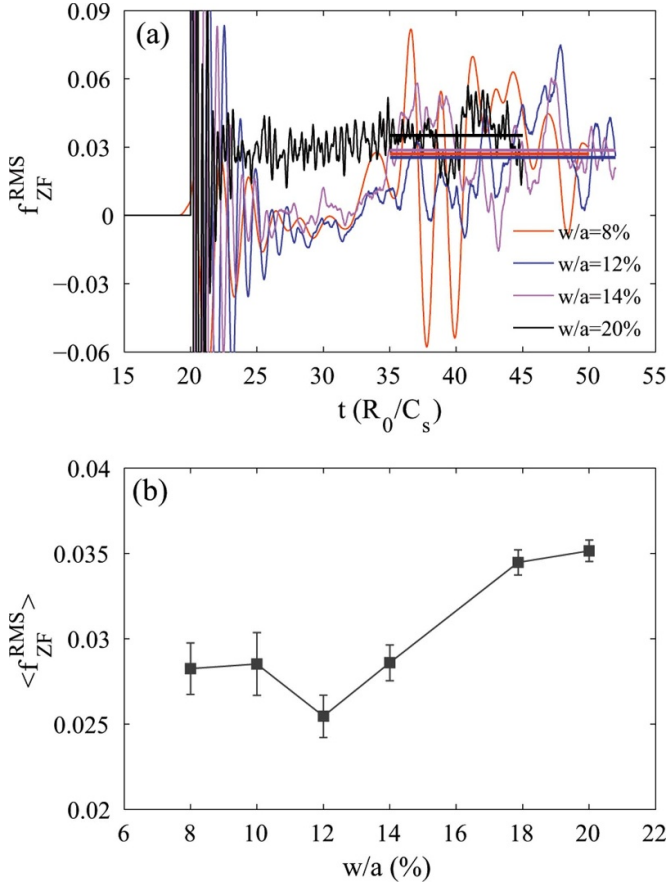 (a)
0.09
0.06
0.03
0
−0.03
−0.06
f_ZF^RMS
w/a=8%
w/a=12%
w/a=14%
w/a=20%
15 20 25 30 35 40 45 50 55
t (R_0/C_s)
(b)
0.04
0.035
0.03
0.025
0.02
<f_ZF^RMS>
6 8 10 12 14 16 18 20 22
w/a (%)